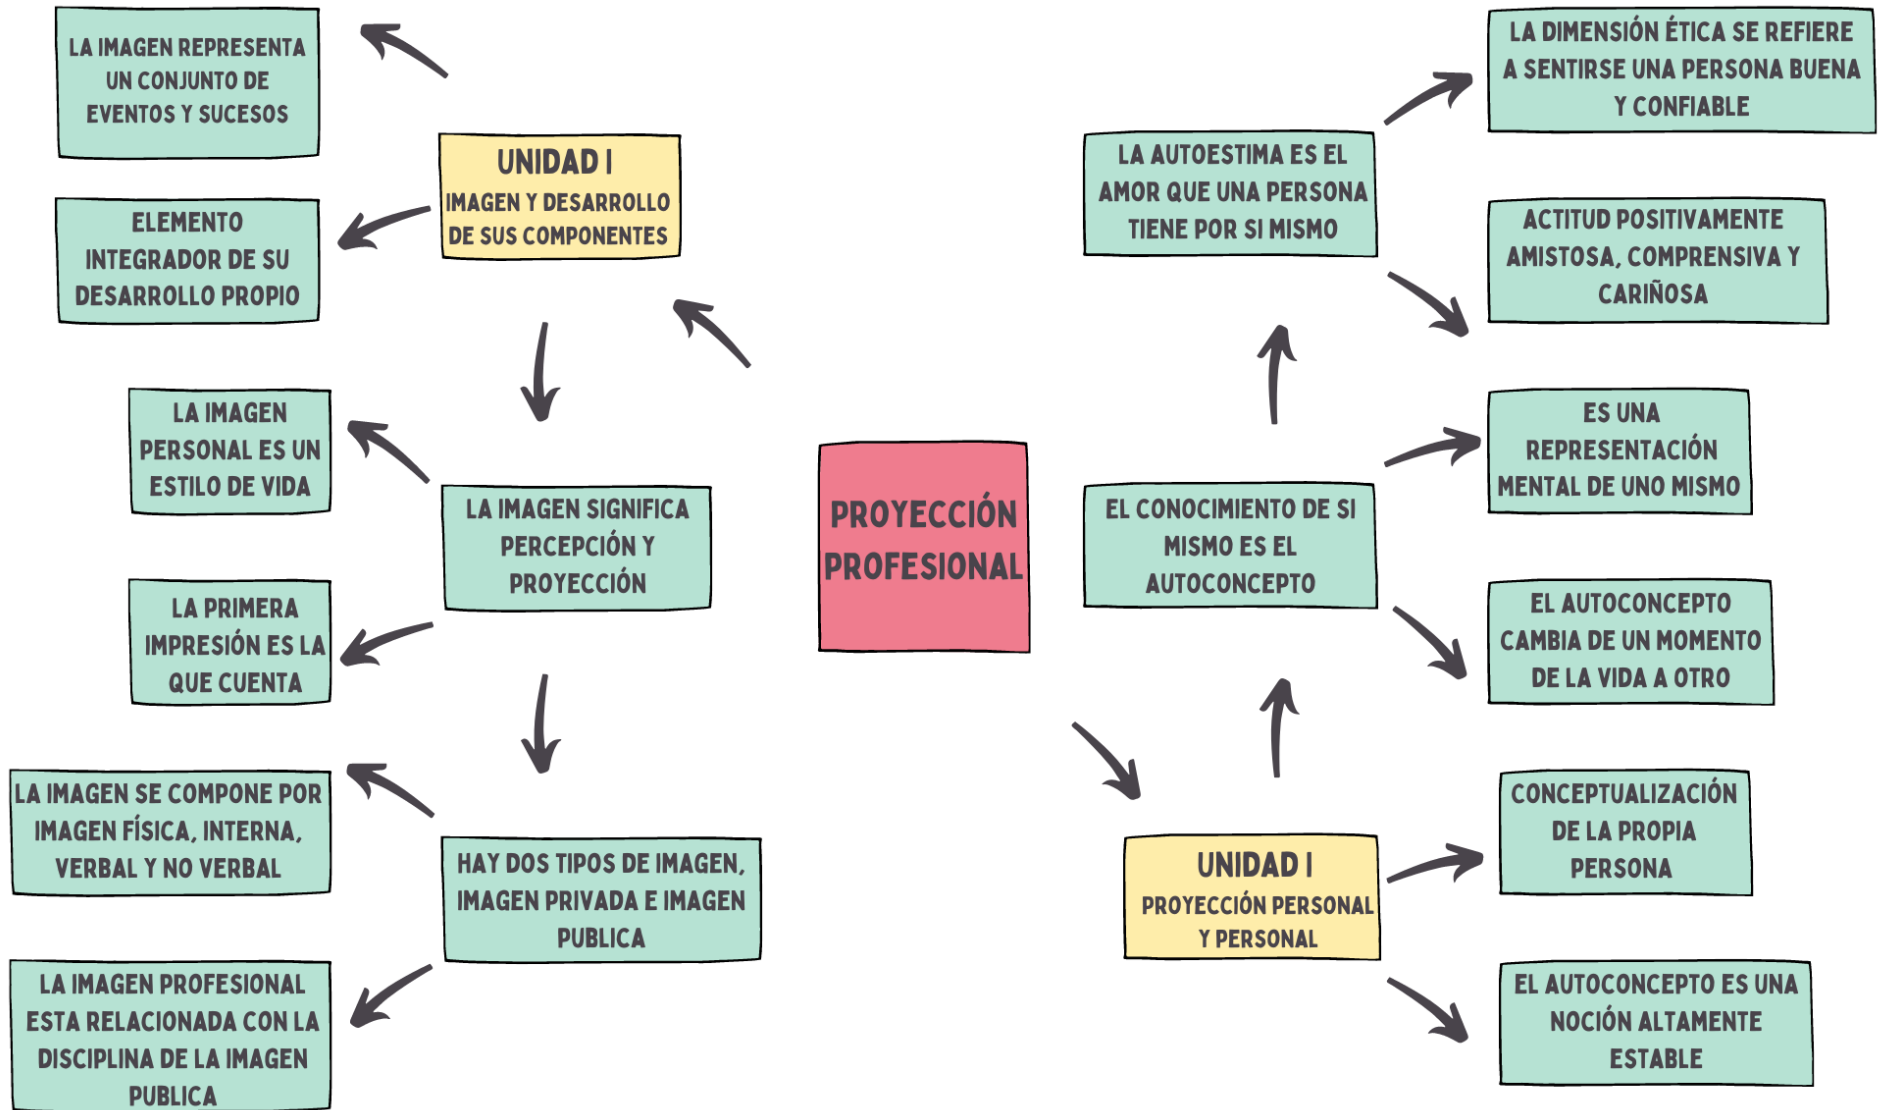 LA IMAGEN REPRESENTA
UN CONJUNTO DE
EVENTOS Y SUCESOS
UNIDAD I
IMAGEN Y DESARROLLO
DE SUS COMPONENTES
ELEMENTO
INTEGRADOR DE SU
DESARROLLO PROPIO
LA IMAGEN
PERSONAL ES UN
ESTILO DE VIDA
LA IMAGEN SIGNIFICA
PERCEPCIÓN Y
PROYECCIÓN
LA PRIMERA
IMPRESIÓN ES LA
QUE CUENTA
LA IMAGEN SE COMPONE POR
IMAGEN FÍSICA, INTERNA,
VERBAL Y NO VERBAL
HAY DOS TIPOS DE IMAGEN,
IMAGEN PRIVADA E IMAGEN
PUBLICA
LA IMAGEN PROFESIONAL
ESTA RELACIONADA CON LA
DISCIPLINA DE LA IMAGEN
PUBLICA
PROYECCIÓN
PROFESIONAL
LA DIMENSIÓN ÉTICA SE REFIERE
A SENTIRSE UNA PERSONA BUENA
Y CONFIABLE
LA AUTOESTIMA ES EL
AMOR QUE UNA PERSONA
TIENE POR SI MISMO
ACTITUD POSITIVAMENTE
AMISTOSA, COMPRENSIVA Y
CARIÑOSA
ES UNA
REPRESENTACIÓN
MENTAL DE UNO MISMO
EL CONOCIMIENTO DE SI
MISMO ES EL
AUTOCONCEPTO
EL AUTOCONCEPTO
CAMBIA DE UN MOMENTO
DE LA VIDA A OTRO
CONCEPTUALIZACIÓN
DE LA PROPIA
PERSONA
UNIDAD I
PROYECCIÓN PERSONAL
Y PERSONAL
EL AUTOCONCEPTO ES UNA
NOCIÓN ALTAMENTE
ESTABLE